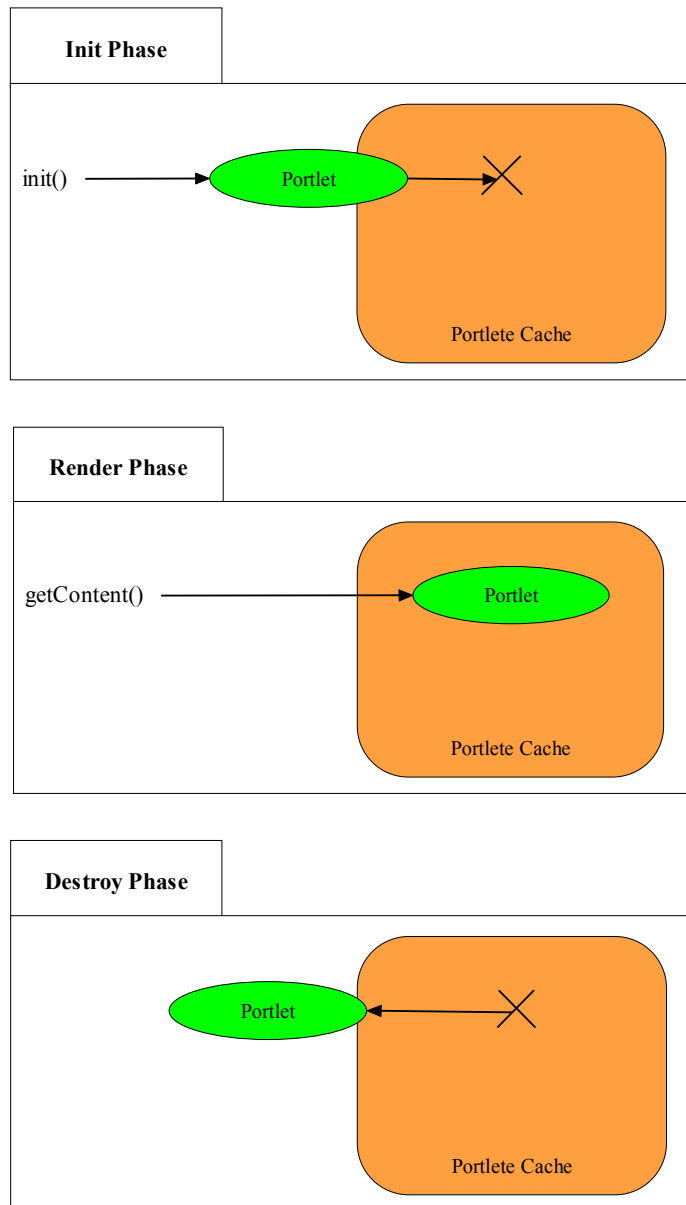 Init Phase
init()
Portlet
Portlete Cache
Render Phase
getContent()
Portlet
Portlete Cache
Destroy Phase
Portlet
Portlete Cache